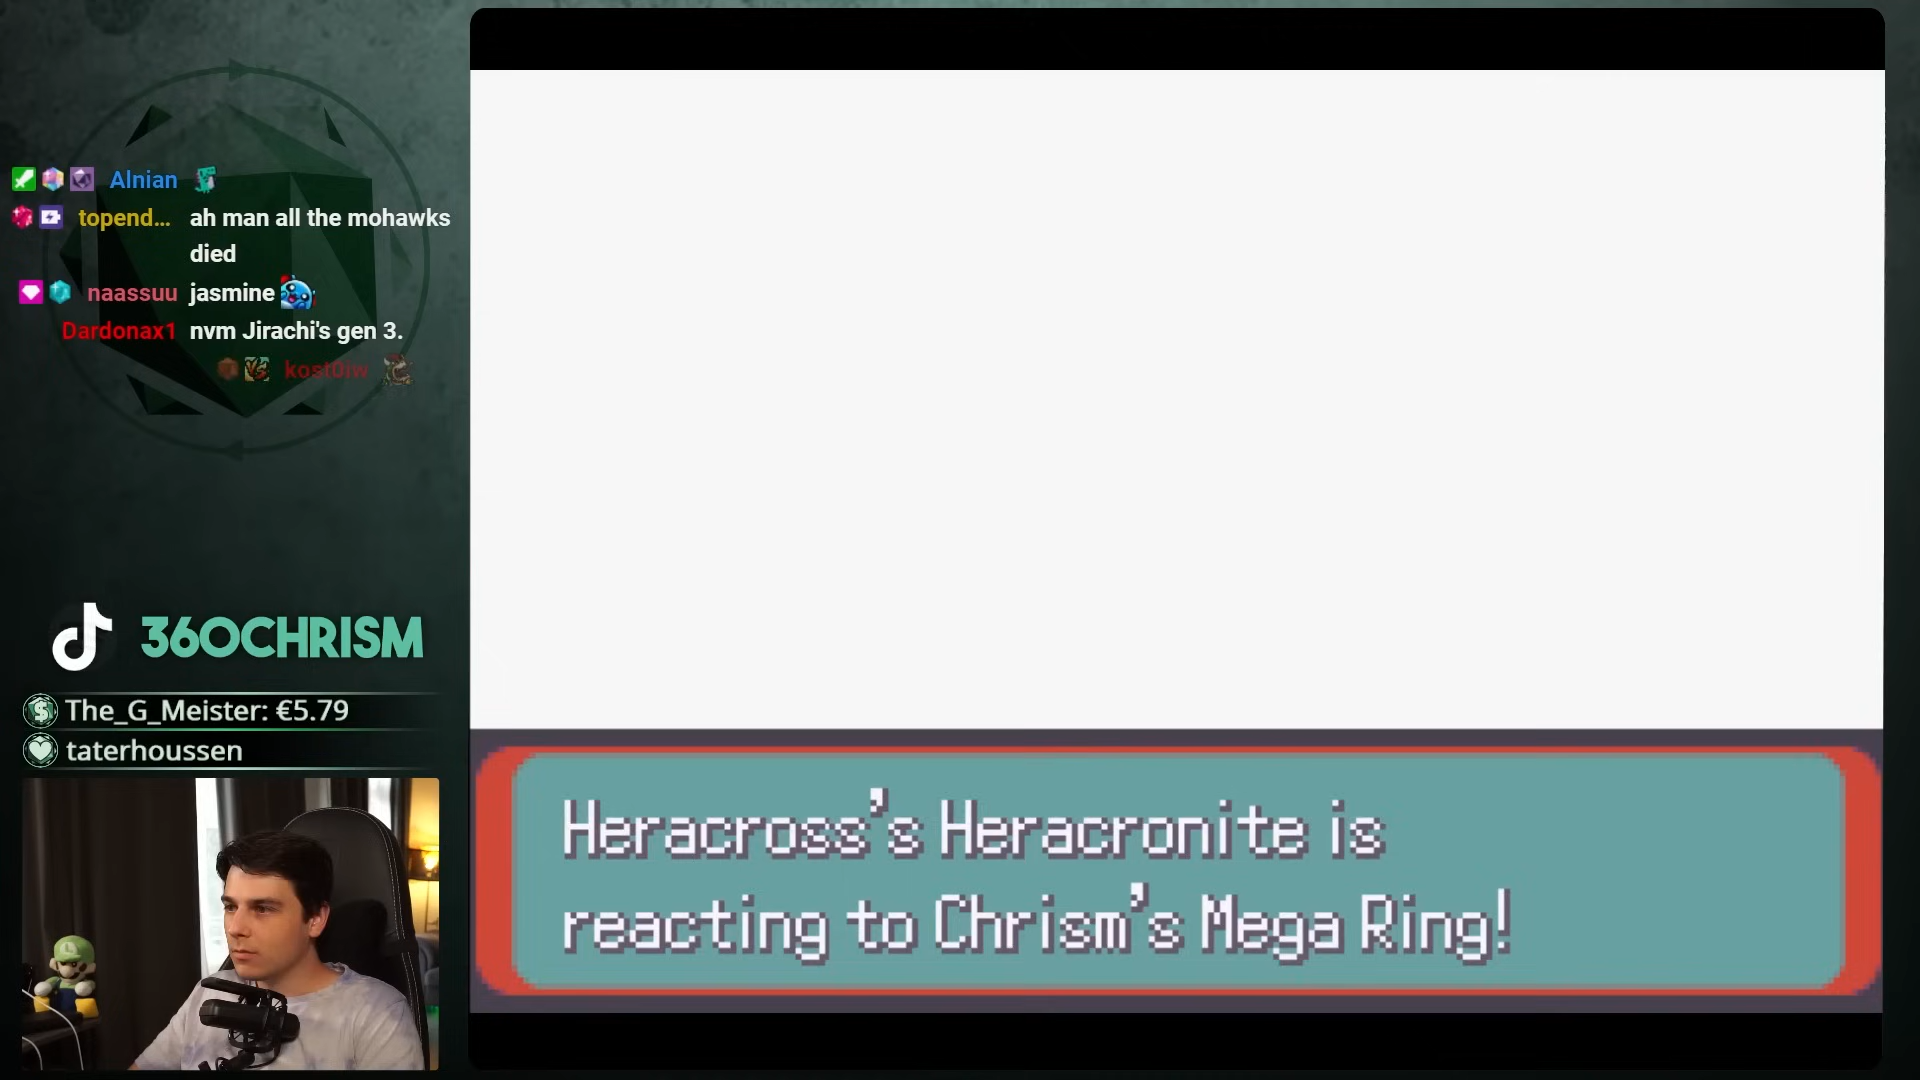 Alnian
topend... ah man all the mohawks
died
naassuu jasmine
Dardonax1 nvm Jirachi's gen 3.
kost0iw
360CHRISM
The_G_Meister: €5.79
taterhoussen
Heracross's Heracronite is
reacting to Chrism's Mega Ring!